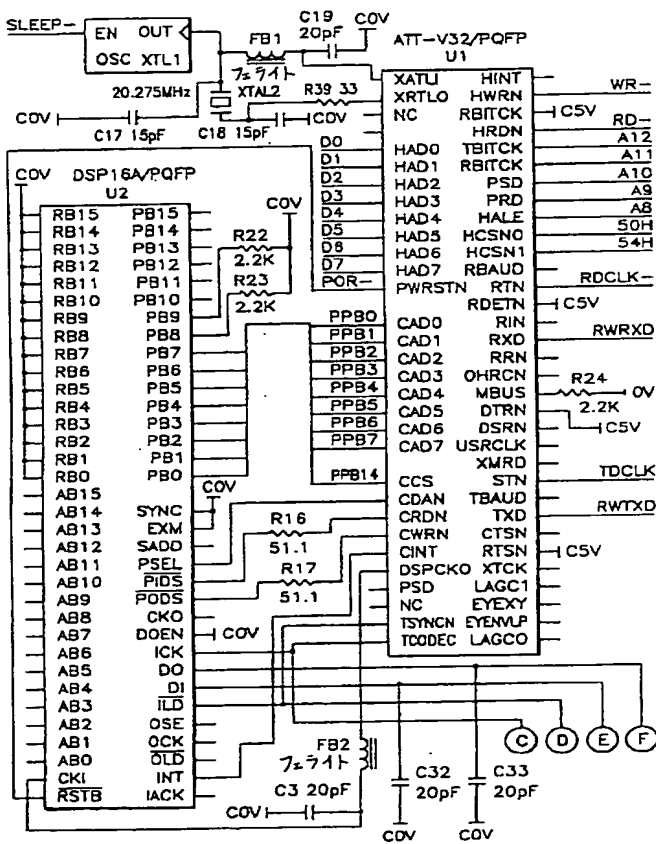 SLEEP-
EN OUT
OSC XTL1
FB1
フェライト
C19
20pF
COV
ATT-V32/PQFP
U1
20.275MHz
XTAL2
R39 33
COV
C17 15pF
C18 15pF
COV
COV
DSP16A/PQFP
U2
RB15 PB15
RB14 PB14
RB13 PB13
RB12 PB12
RB11 PB11
RB10 PB10
RB9 PB9
RB8 PB8
RB7 PB7
RB6 PB6
RB5 PB5
RB4 PB4
RB3 PB3
RB2 PB2
RB1 PB1
RB0 PB0
AB15
AB14 SYNC
AB13 EXM
AB12 SADD
AB11 PSEL
AB10 PIDS
AB9 PODS
AB8 CKO
AB7 DOEN
AB6 ICK
AB5 DO
AB4 DI
AB3 ILD
AB2 OSE
AB1 OCK
AB0 OLD
CKI INT
RSTB IACK
COV
R22
2.2K
R23
2.2K
COV
R16
51.1
R17
51.1
COV
D0
D1
D2
D3
D4
D5
D6
D7
POR-
PPB0
PPB1
PPB2
PPB3
PPB4
PPB5
PPB6
PPB7
PPB14
XATLI HINT
XRTLO HWRN
NC RBITCK
HRDN
HAD0 TBITCK
HAD1 RBITCK
HAD2 PSD
HAD3 PRD
HAD4 HALE
HAD5 HCSN0
HAD6 HCSN1
HAD7 RBAUD
PWRSTN RTN
RDETN
CAD0 RIN
CAD1 RXD
CAD2 RRN
CAD3 OHRCN
CAD4 MBUS
CAD5 DTRN
CAD6 DSRN
CAD7 USRCLK
XMRD
CCS STN
CDAN TBAUD
CRDN TXD
CWRN CTSN
CINT RTSN
DSPCKO XTCK
PSD LAGC1
NC EYEXY
TSYNCN EYENVLP
TCODEC LAGC0
WR-
C5V
RD-
A12
A11
A10
A9
A8
50H
54H
RDCLK-
C5V
RWRXD
R24
0V
2.2K
C5V
TDCLK
RWTXD
C5V
C D E F
FB2
フェライト
C3 20pF
COV
C32
20pF
COV
C33
20pF
COV